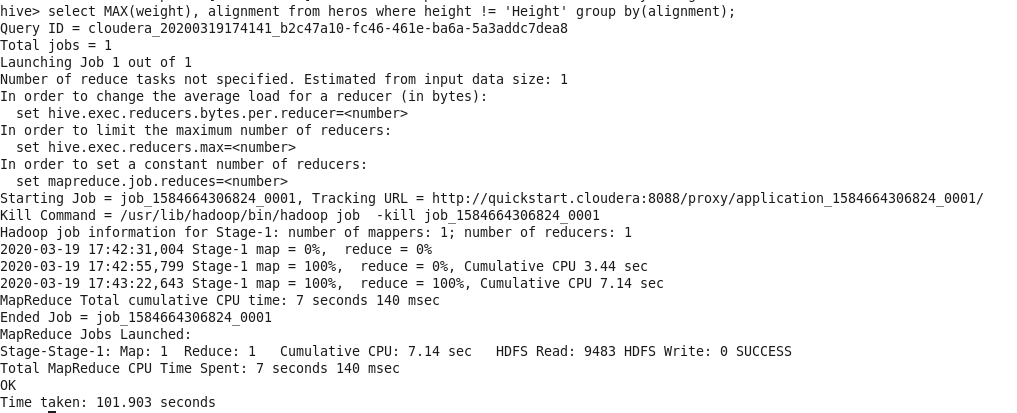 hive> select MAX(weight), alignment from heros where height != 'Height' group by(alignment);
Query ID = cloudera_20200319174141_b2c47a10-fc46-461e-ba6a-5a3addc7dea8
Total jobs = 1
Launching Job 1 out of 1
Number of reduce tasks not specified. Estimated from input data size: 1
In order to change the average load for a reducer (in bytes):
  set hive.exec.reducers.bytes.per.reducer=<number>
In order to limit the maximum number of reducers:
  set hive.exec.reducers.max=<number>
In order to set a constant number of reducers:
  set mapreduce.job.reduces=<number>
Starting Job = job_1584664306824_0001, Tracking URL = http://quickstart.cloudera:8088/proxy/application_1584664306824_0001/
Kill Command = /usr/lib/hadoop/bin/hadoop job  -kill job_1584664306824_0001
Hadoop job information for Stage-1: number of mappers: 1; number of reducers: 1
2020-03-19 17:42:31,004 Stage-1 map = 0%,  reduce = 0%
2020-03-19 17:42:55,799 Stage-1 map = 100%,  reduce = 0%, Cumulative CPU 3.44 sec
2020-03-19 17:43:22,643 Stage-1 map = 100%,  reduce = 100%, Cumulative CPU 7.14 sec
MapReduce Total cumulative CPU time: 7 seconds 140 msec
Ended Job = job_1584664306824_0001
MapReduce Jobs Launched:
Stage-Stage-1: Map: 1  Reduce: 1   Cumulative CPU: 7.14 sec   HDFS Read: 9483 HDFS Write: 0 SUCCESS
Total MapReduce CPU Time Spent: 7 seconds 140 msec
OK
Time taken: 101.903 seconds